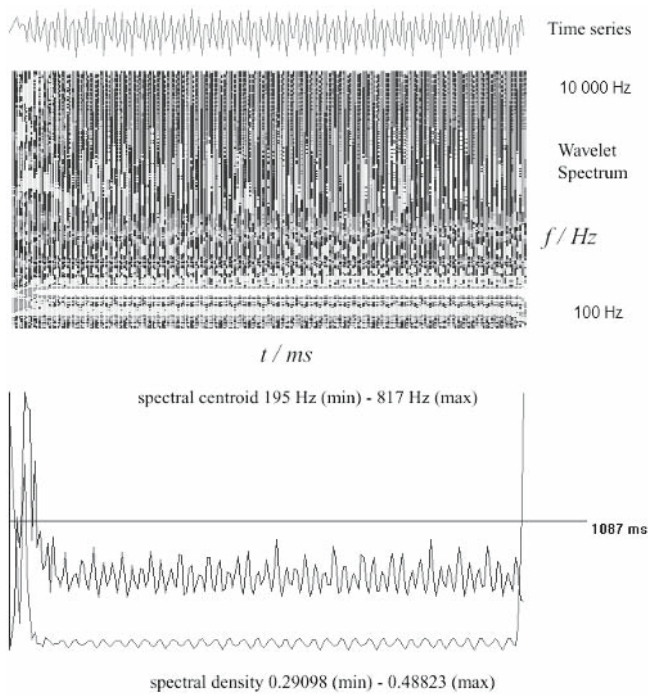 Time series
10 000 Hz
Wavelet
Spectrum
f / Hz
100 Hz
t / ms
spectral centroid 195 Hz (min) - 817 Hz (max)
1087 ms
spectral density 0.29098 (min) - 0.48823 (max)